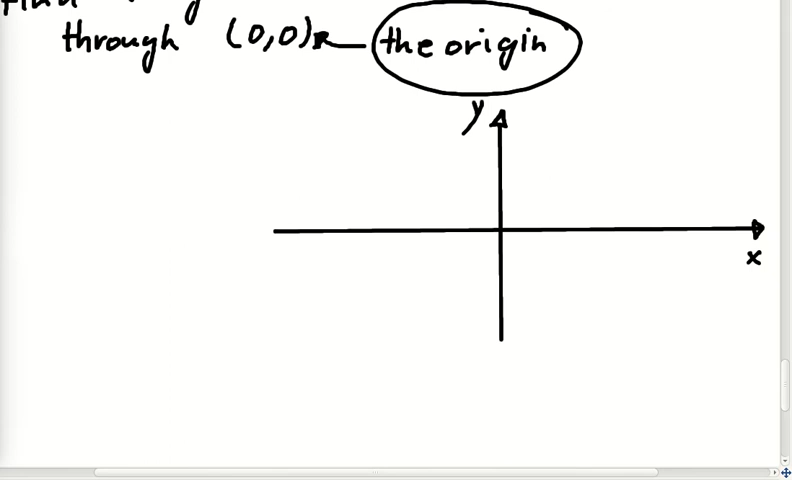 through (0,0) the origin
y
x